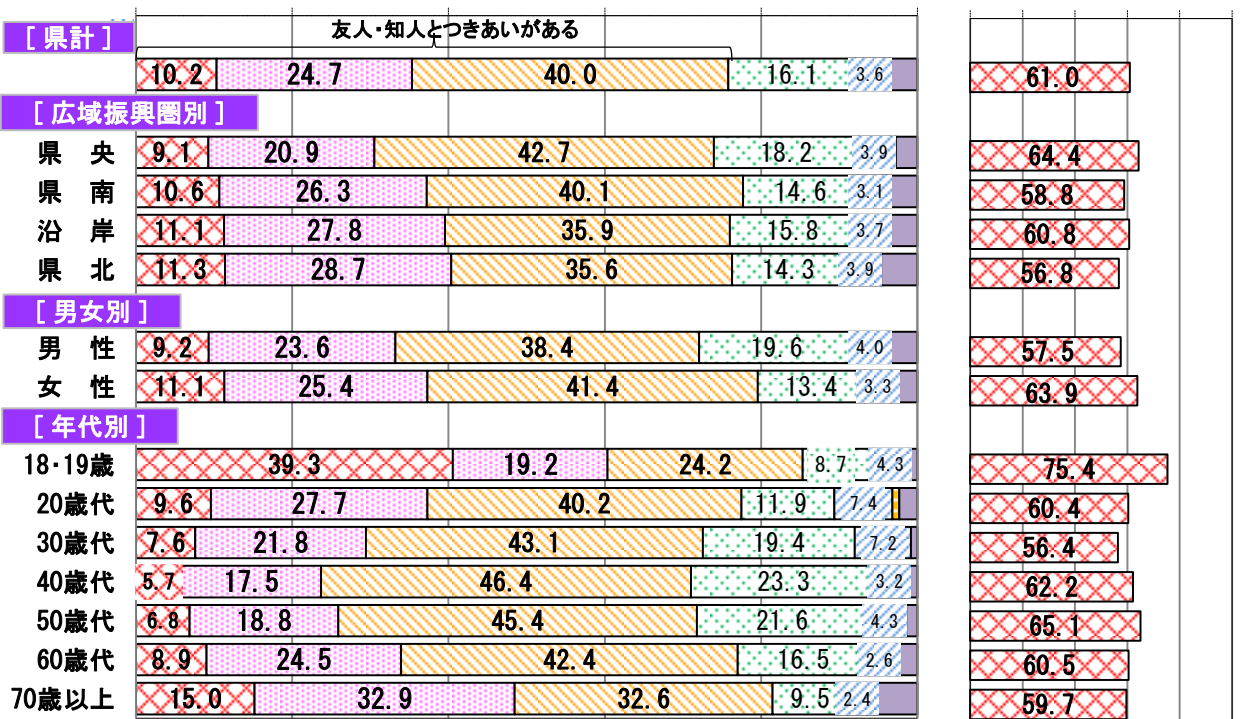 友人・知人とつきあいがある
[ 県計 ]
10.2 24.7 40.0 16.1 3.6 61.0
[ 広域振興圏別 ]
県 央 9.1 20.9 42.7 18.2 3.9 64.4
県 南 10.6 26.3 40.1 14.6 3.1 58.8
沿 岸 11.1 27.8 35.9 15.8 3.7 60.8
県 北 11.3 28.7 35.6 14.3 3.9 56.8
[ 男女別 ]
男 性 9.2 23.6 38.4 19.6 4.0 57.5
女 性 11.1 25.4 41.4 13.4 3.3 63.9
[ 年代別 ]
18・19歳 39.3 19.2 24.2 8.7 4.3 75.4
20歳代 9.6 27.7 40.2 11.9 7.4 60.4
30歳代 7.6 21.8 43.1 19.4 7.2 56.4
40歳代 5.7 17.5 46.4 23.3 3.2 62.2
50歳代 6.8 18.8 45.4 21.6 4.3 65.1
60歳代 8.9 24.5 42.4 16.5 2.6 60.5
70歳以上 15.0 32.9 32.6 9.5 2.4 59.7